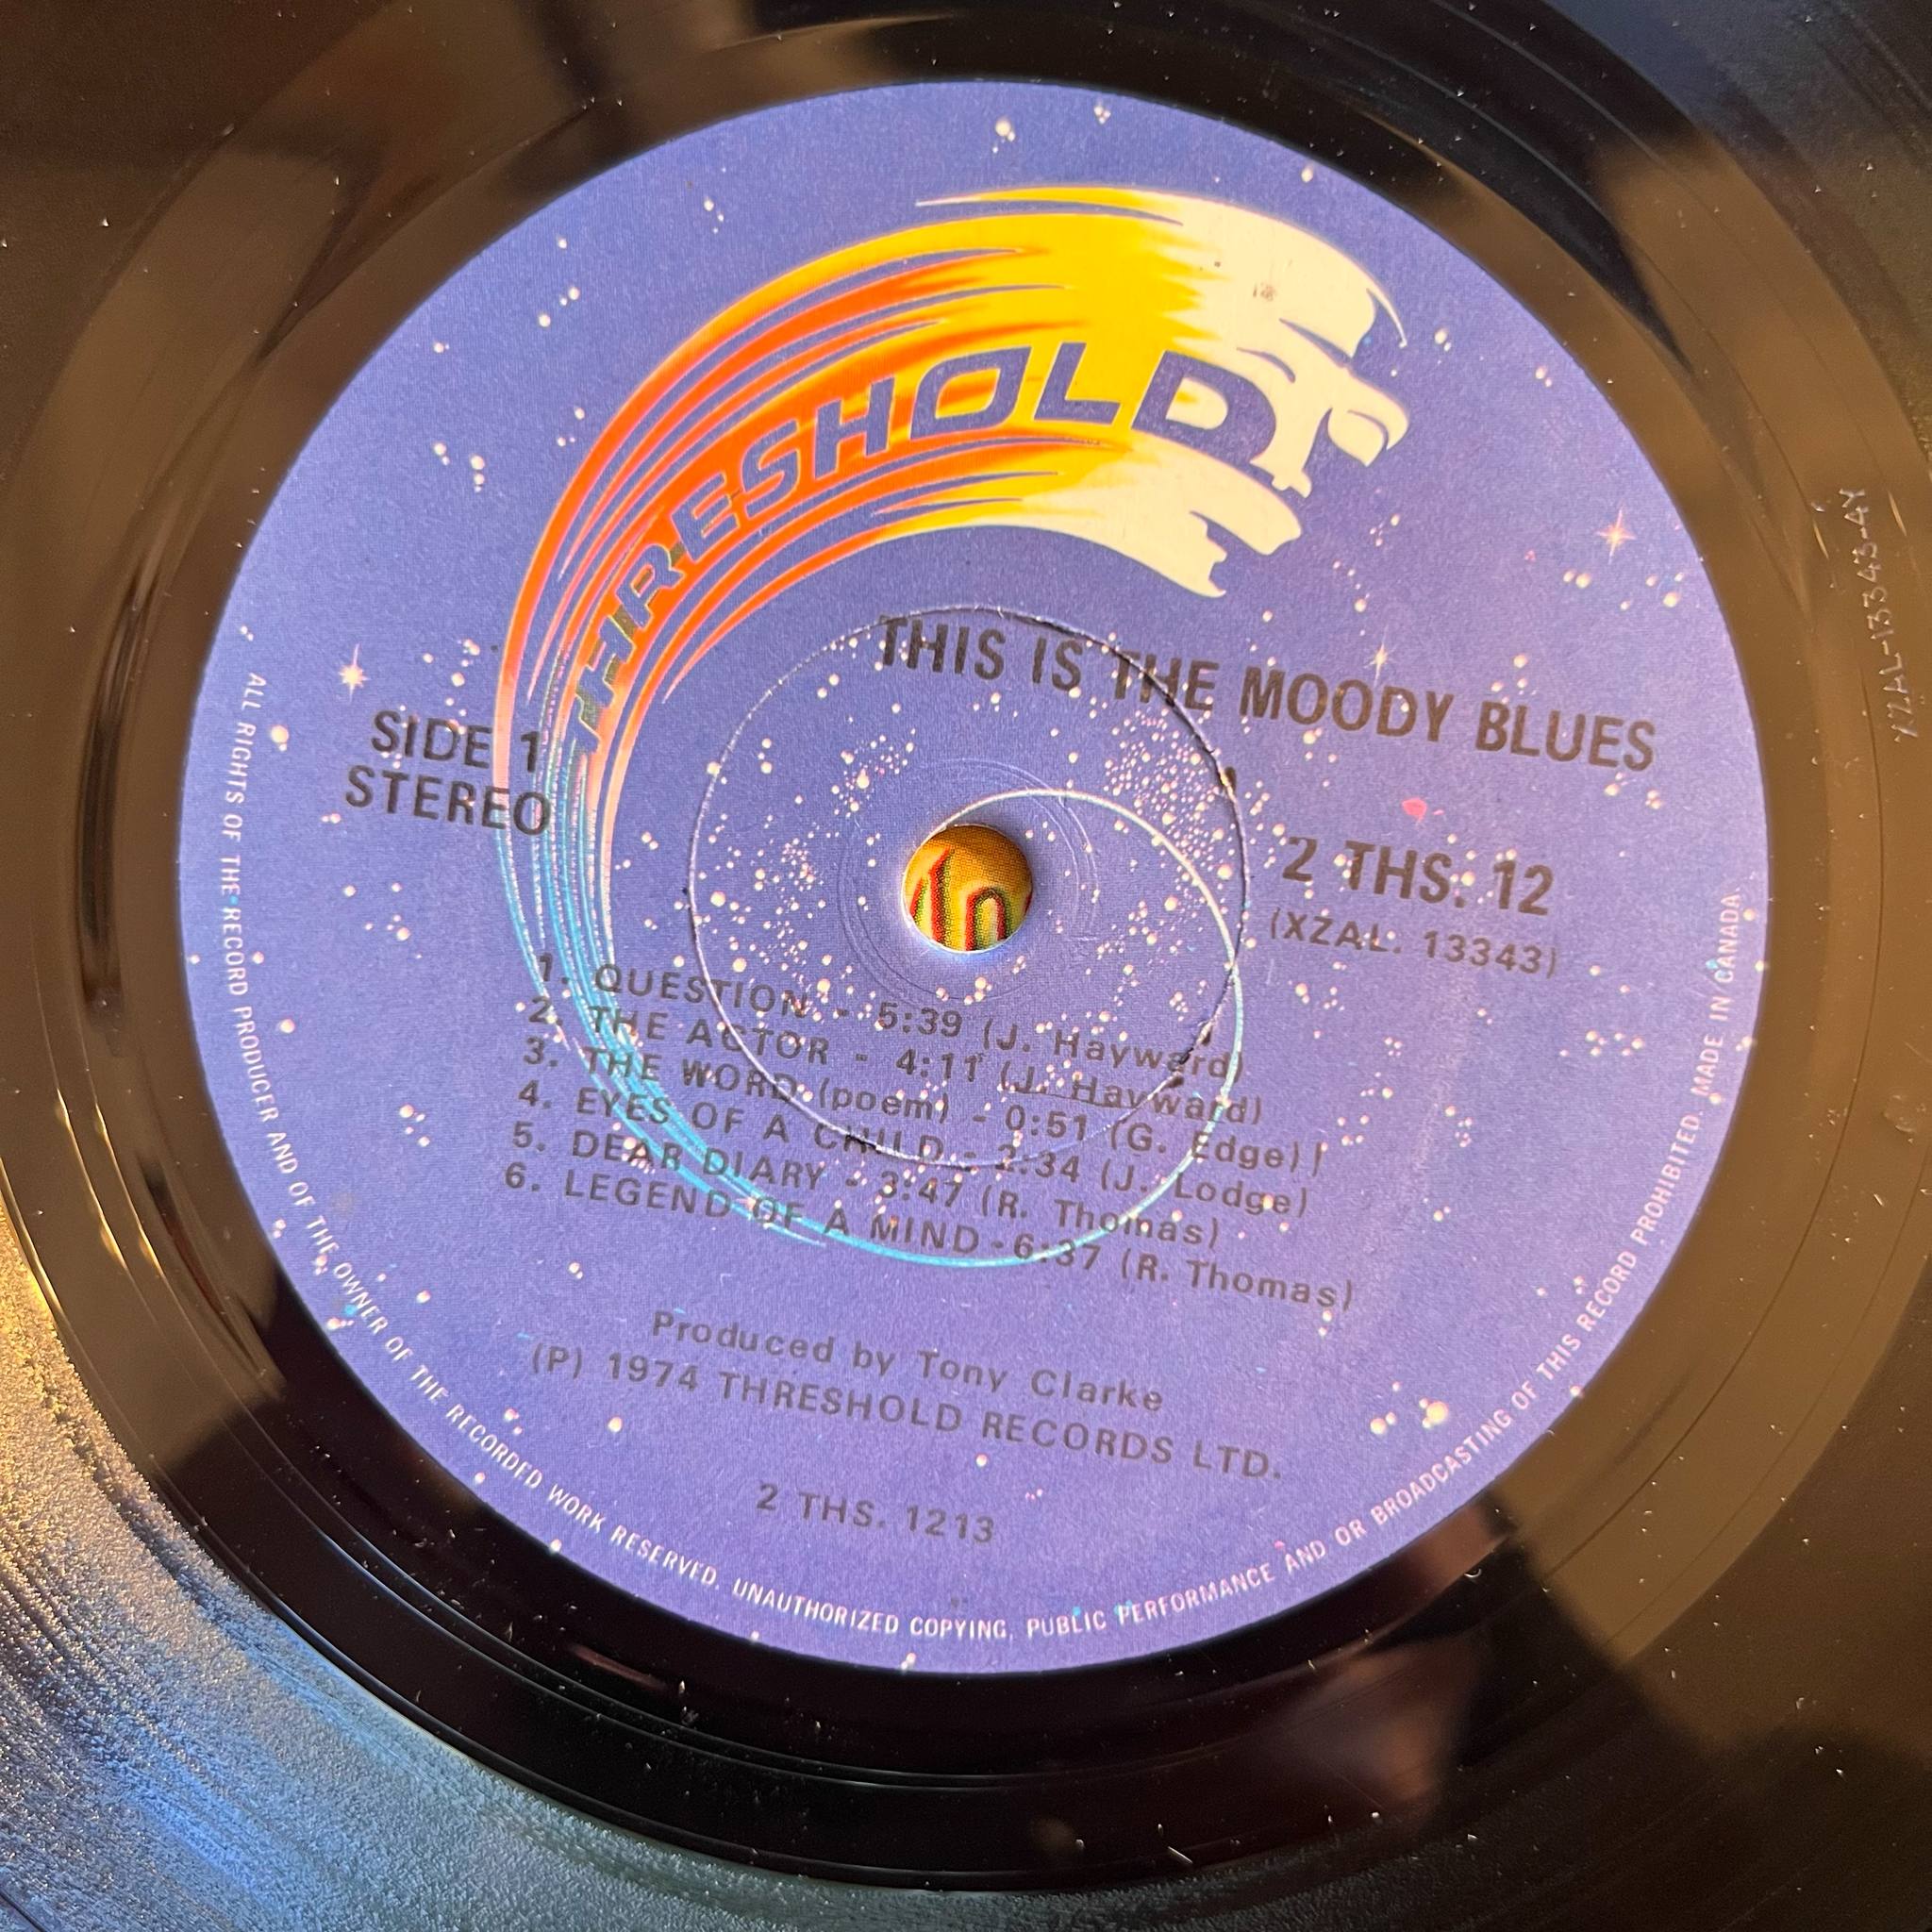 THRESHOLD
THIS IS THE MOODY BLUES
SIDE 1
STEREO
2 THS. 12
(XZAL. 13343)
1. QUESTION - 5:39 (J. Hayward)
2. THE ACTOR - 4:11 (J. Hayward)
3. THE WORD (poem) - 0:51 (G. Edge)
4. EYES OF A CHILD - 2:34 (J. Lodge)
5. DEAR DIARY - 3:47 (R. Thomas)
6. LEGEND OF A MIND - 6:37 (R. Thomas)
Produced by Tony Clarke
(P) 1974 THRESHOLD RECORDS LTD.
2 THS. 1213
ALL RIGHTS OF THE RECORD PRODUCER AND OF THE OWNER OF THE RECORDED WORK RESERVED. UNAUTHORIZED COPYING, PUBLIC PERFORMANCE AND OR BROADCASTING OF THIS RECORD PROHIBITED. MADE IN CANADA